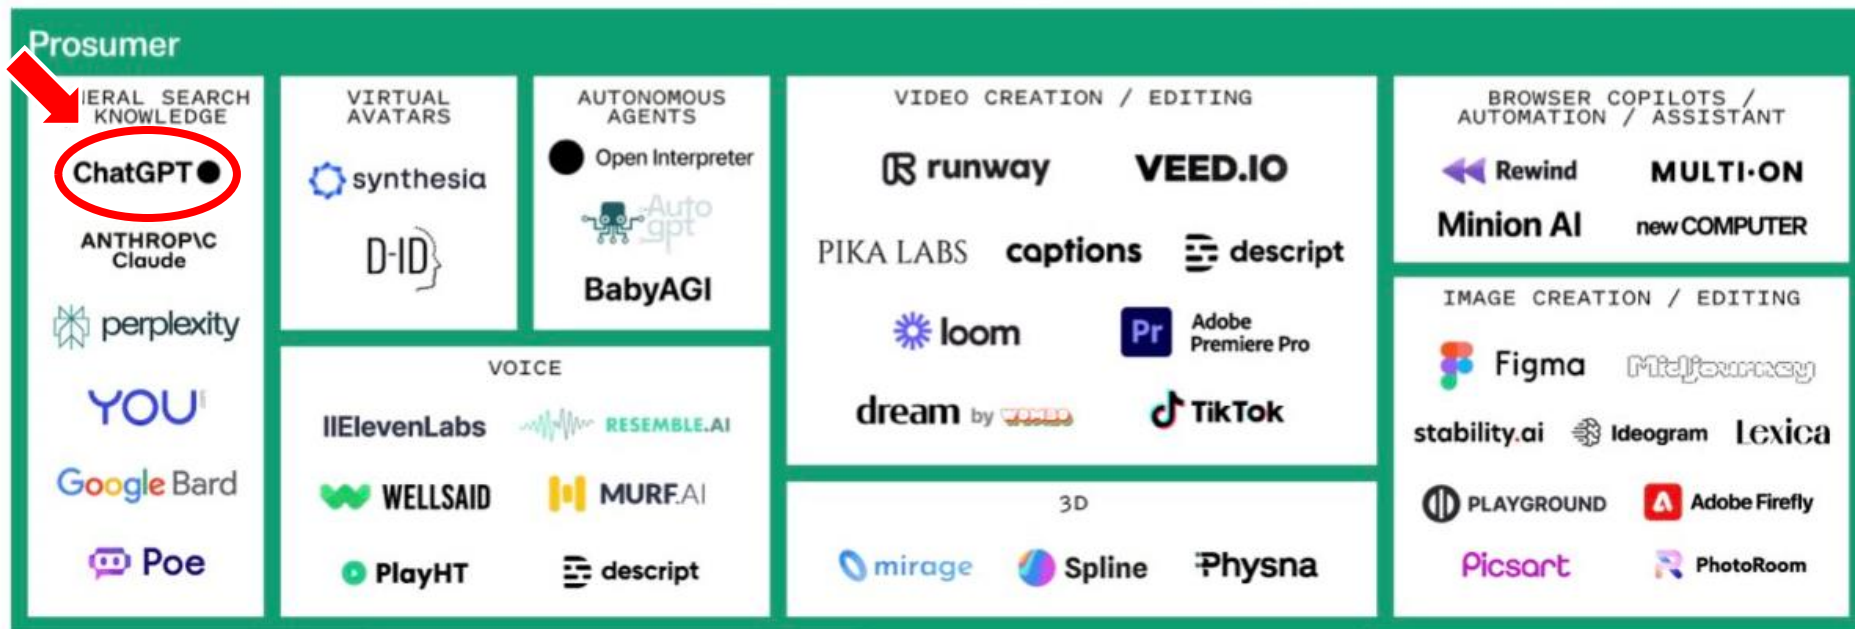 Prosumer
NERAL SEARCH
KNOWLEDGE
ChatGPT
ANTHROP\C
Claude
perplexity
YOU
Google Bard
Poe
VIRTUAL
AVATARS
synthesia
D-ID
AUTONOMOUS
AGENTS
Open Interpreter
Auto
gpt
BabyAGI
VOICE
IIElevenLabs
RESEMBLE.AI
WELLSAID
MURF.AI
PlayHT
descript
VIDEO CREATION / EDITING
runway
VEED.IO
PIKA LABS
captions
descript
loom
Pr
Adobe
Premiere Pro
dream by WOMBO
TikTok
3D
mirage
Spline
Physna
BROWSER COPILOTS /
AUTOMATION / ASSISTANT
Rewind
MULTI·ON
Minion AI
new COMPUTER
IMAGE CREATION / EDITING
Figma
Midjourney
stability.ai
Ideogram
Lexica
PLAYGROUND
Adobe Firefly
Picsart
PhotoRoom